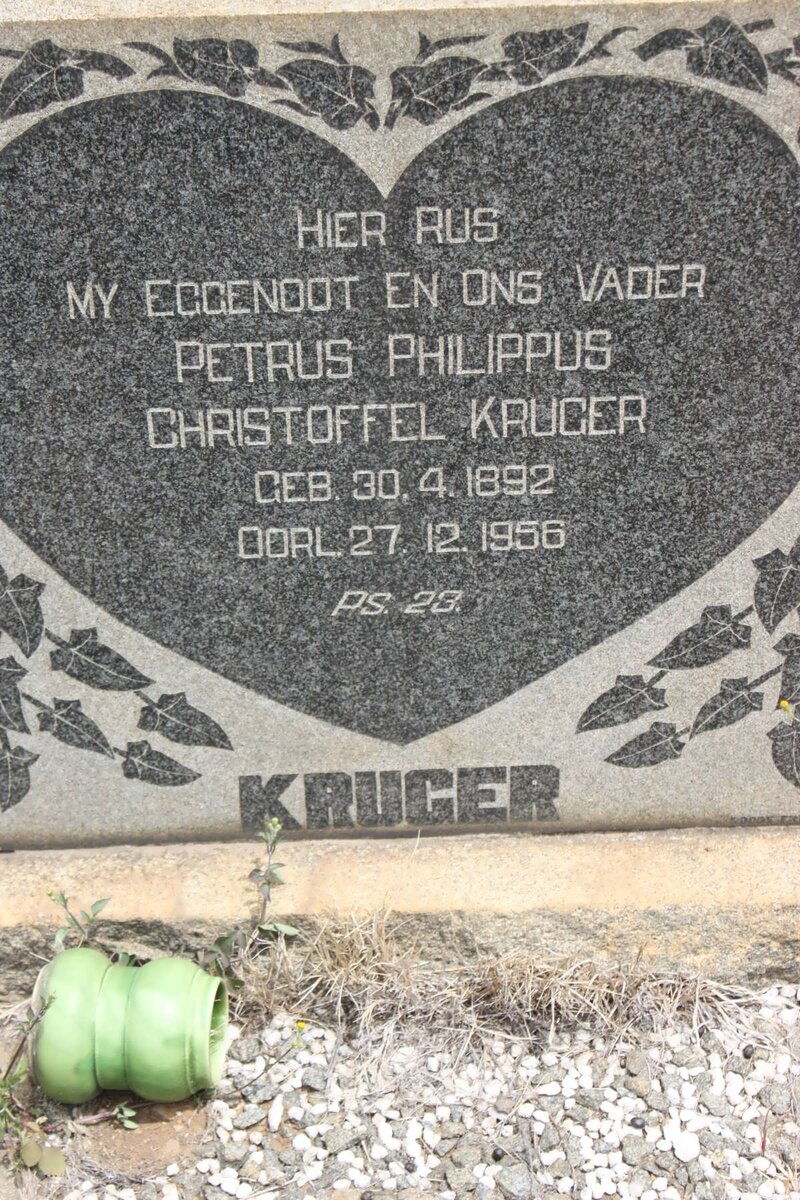 HIER RUS
MY EGGENOOT EN ONS VADER
PETRUS PHILIPPUS
CHRISTOFFEL KRUGER
GEB. 30. 4. 1892
OORL. 27. 12. 1956
PS. 23.
KRUGER